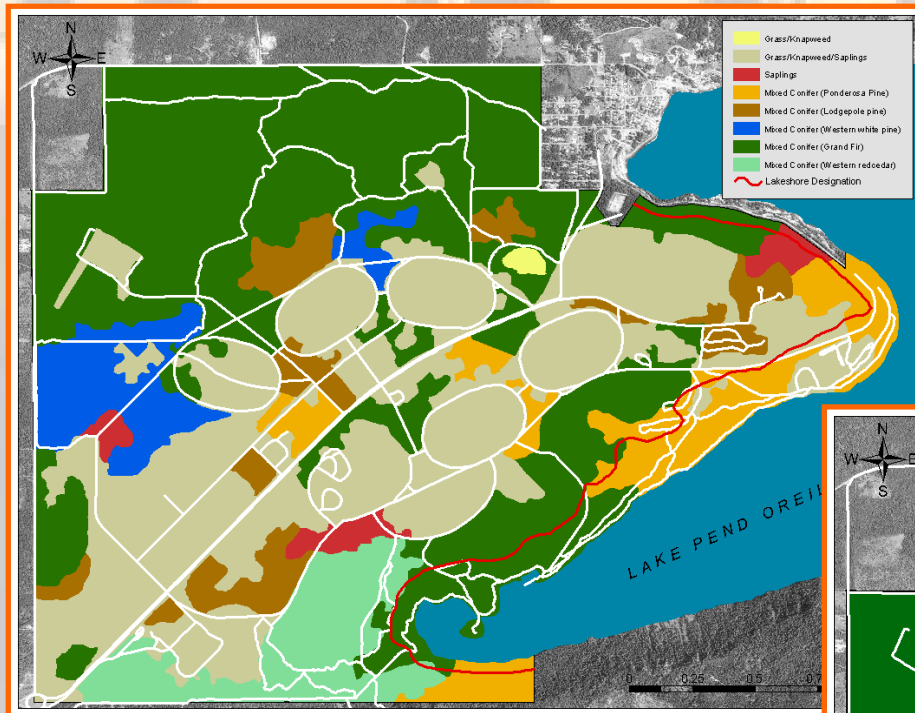 N
W E
S
Grass/Knapweed
Grass/Knapweed/Saplings
Saplings
Mixed Conifer (Ponderosa Pine)
Mixed Conifer (Lodgepole pine)
Mixed Conifer (Western white pine)
Mixed Conifer (Grand Fir)
Mixed Conifer (Western redcedar)
Lakeshore Designation
LAKE PEND OREIL
0 0.25 0.5
N
W
S